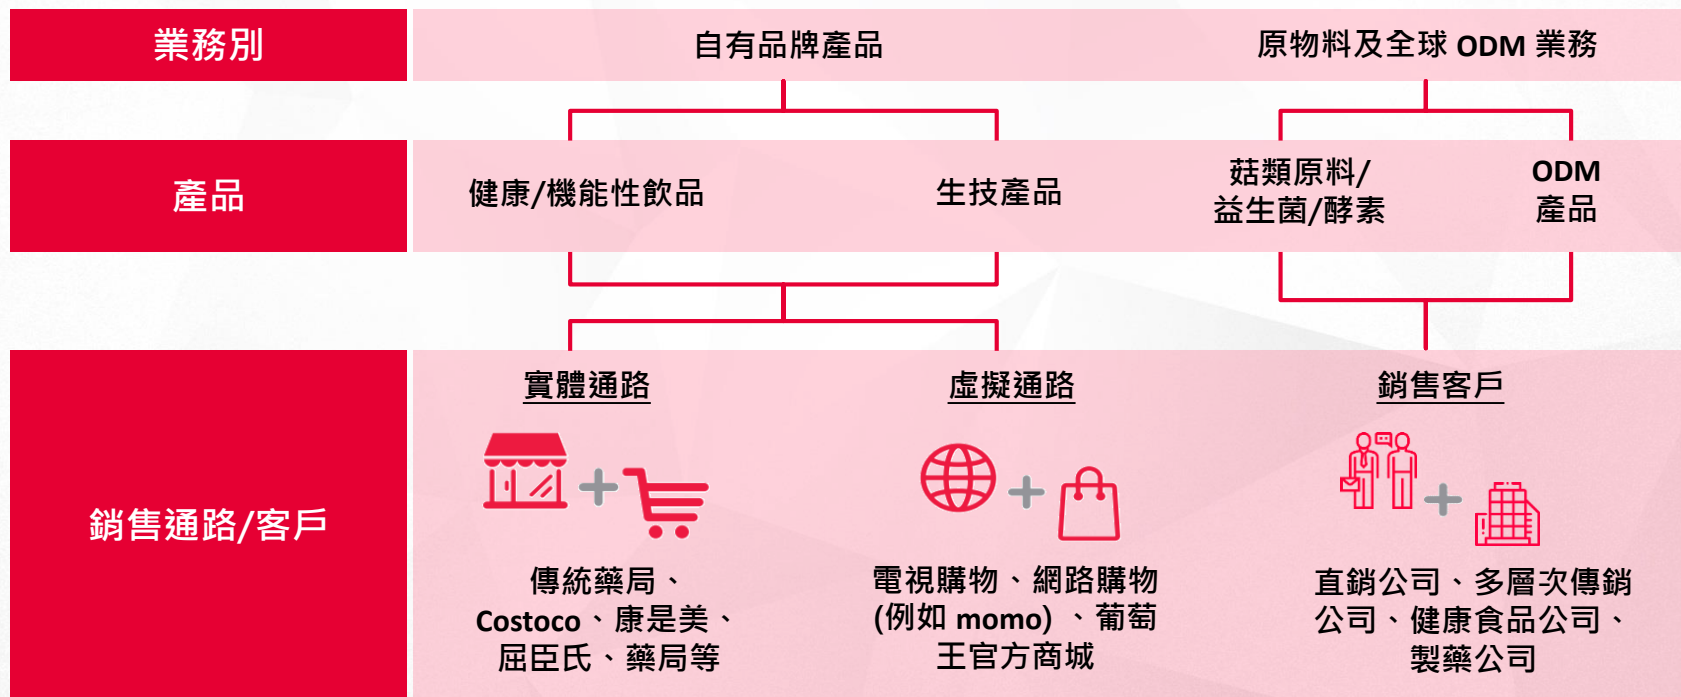 業務別
自有品牌產品
原物料及全球 ODM 業務
產品
健康/機能性飲品
生技產品
菇類原料/
益生菌/酵素
ODM
產品
銷售通路/客戶
實體通路
傳統藥局、
Costoco、康是美、
屈臣氏、藥局等
虛擬通路
電視購物、網路購物
(例如 momo) 、葡萄
王官方商城
銷售客戶
直銷公司、多層次傳銷
公司、健康食品公司、
製藥公司